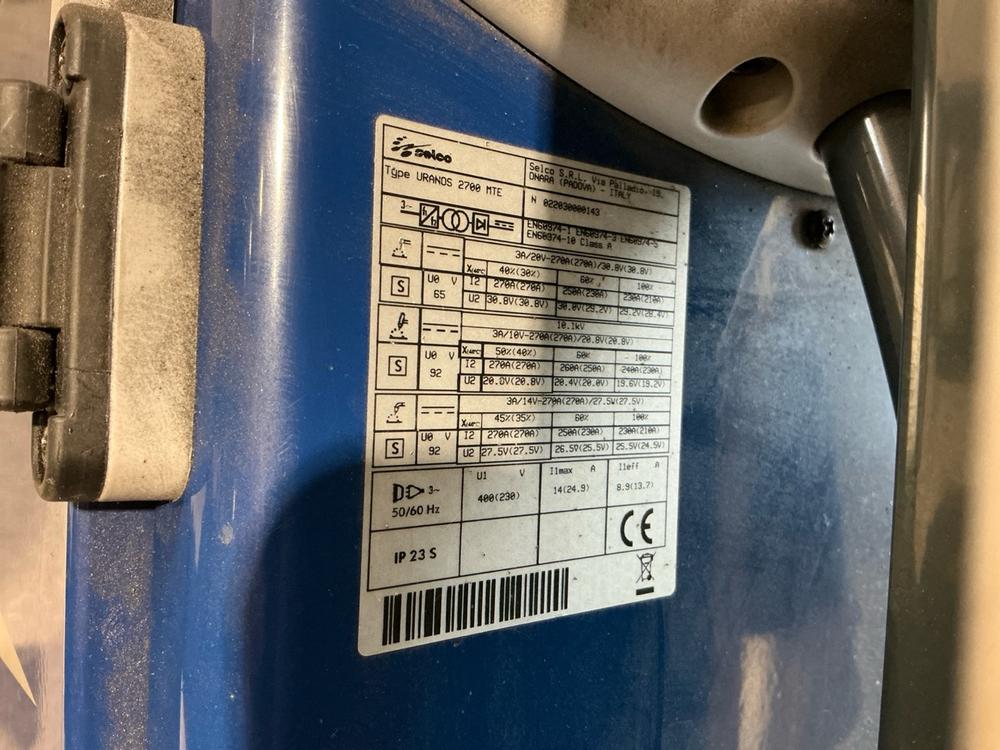 selco
Selco S.R.L. Via Palladio, 19,
ONARA (PADOVA) - ITALY
Type URANOS 2700 MTE
N 022030000143
3~
EN60974-1 EN60974-3 EN60974-5
EN60974-10 Class A
3A/20V-270A(270A)/30.8V(30.8V)
X(40°C) 40%(30%) 60% 100%
S U0 V 65
I2 270A(270A) 250A(230A) 230A(210A)
U2 30.8V(30.8V) 30.0V(29.2V) 29.2V(28.4V)
10.1kV
3A/10V-270A(270A)/20.8V(20.8V)
X(40°C) 50%(40%) 60% 100%
S U0 V 92
I2 270A(270A) 260A(250A) 240A(230A)
U2 20.8V(20.8V) 20.4V(20.0V) 19.6V(19.2V)
3A/14V-270A(270A)/27.5V(27.5V)
X(40°C) 45%(35%) 60% 100%
S U0 V 92
I2 270A(270A) 250A(230A) 230A(210A)
U2 27.5V(27.5V) 26.5V(25.5V) 25.5V(24.5V)
3~
50/60 Hz
U1 V
400(230)
I1max A
14(24.9)
I1eff A
8.9(13.7)
IP 23 S
CE